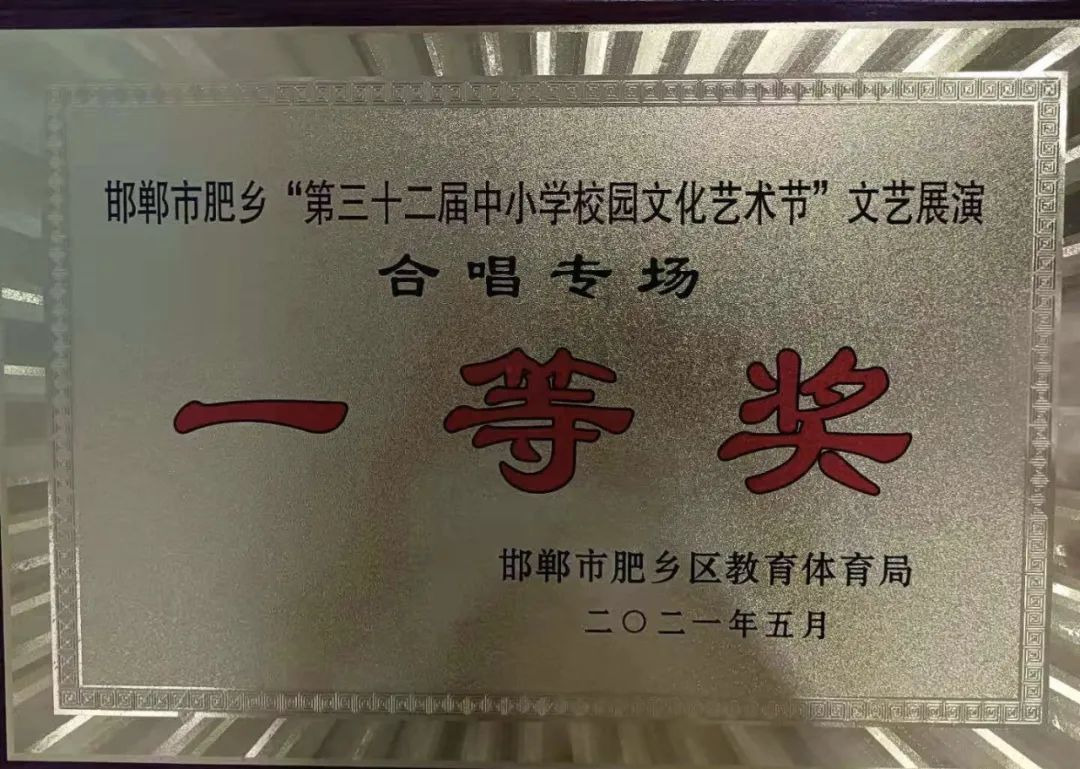 邯郸市肥乡“第三十二届中小学校园文化艺术节”文艺展演
合唱专场
一等奖
邯郸市肥乡区教育体育局
二〇二一年五月